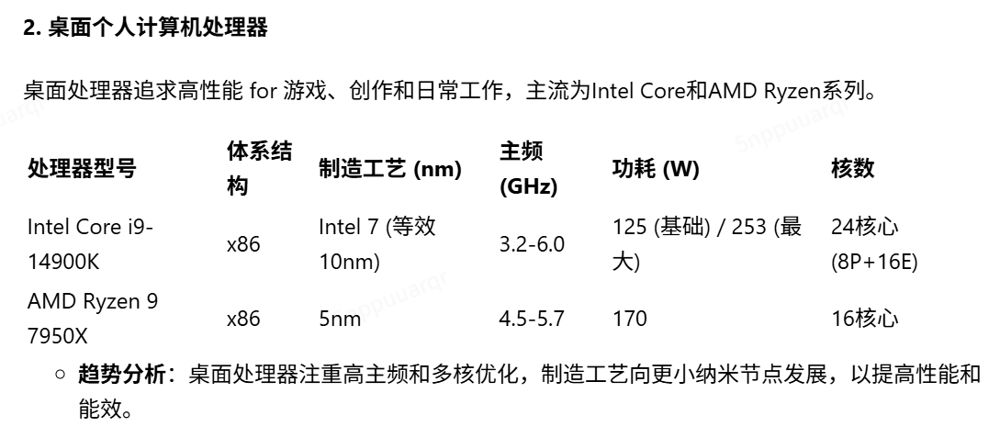 2. 桌面个人计算机处理器
桌面处理器追求高性能 for 游戏、创作和日常工作，主流为Intel Core和AMD Ryzen系列。
处理器型号 体系结构 制造工艺 (nm) 主频 (GHz) 功耗 (W) 核数
Intel Core i9-14900K x86 Intel 7 (等效10nm) 3.2-6.0 125 (基础) / 253 (最大) 24核心 (8P+16E)
AMD Ryzen 9 7950X x86 5nm 4.5-5.7 170 16核心
○ 趋势分析：桌面处理器注重高主频和多核优化，制造工艺向更小纳米节点发展，以提高性能和
能效。
5nppuuarqr